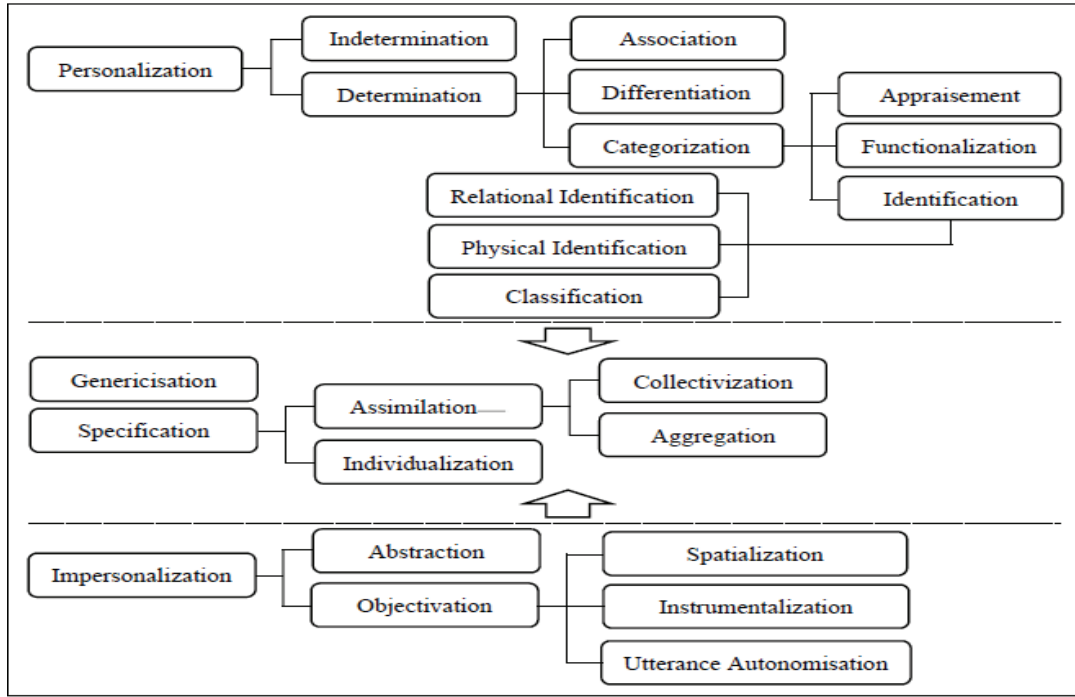 Indetermination
Association
Personalization
Determination
Differentiation
Appraisement
Categorization
Functionalization
Relational Identification
Identification
Physical Identification
Classification
Genericisation
Collectivization
Assimilation
Specification
Aggregation
Individualization
Abstraction
Spatialization
Impersonalization
Objectivation
Instrumentalization
Utterance Autonomisation